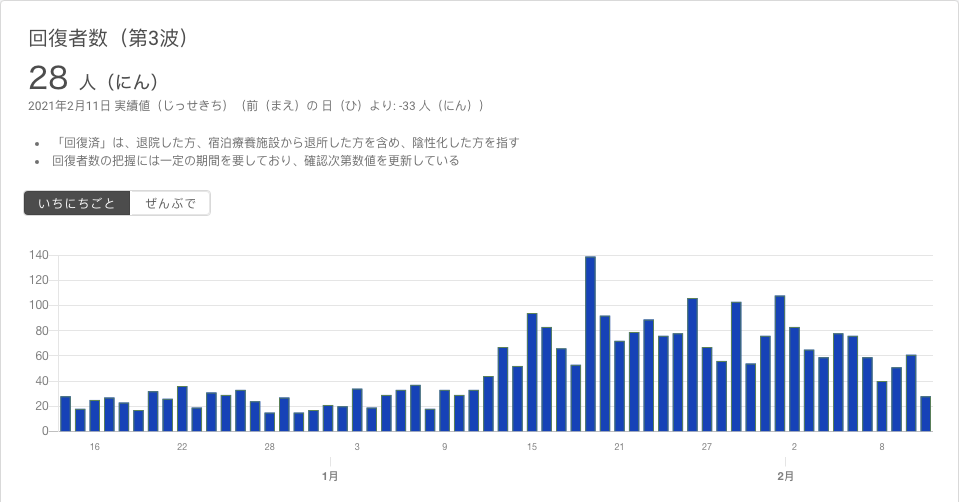 回復者数（第3波）
28 人（にん）
2021年2月11日 実績値（じっせきち）（前（まえ）の 日（ひ）より: -33 人（にん））
• 「回復済」は、退院した方、宿泊療養施設から退所した方を含め、陰性化した方を指す
• 回復者数の把握には一定の期間を要しており、確認次第数値を更新している
いちにちごと ぜんぶで
140
120
100
80
60
40
20
0
16 22 28 3 9 15 21 27 2 8
1月 2月